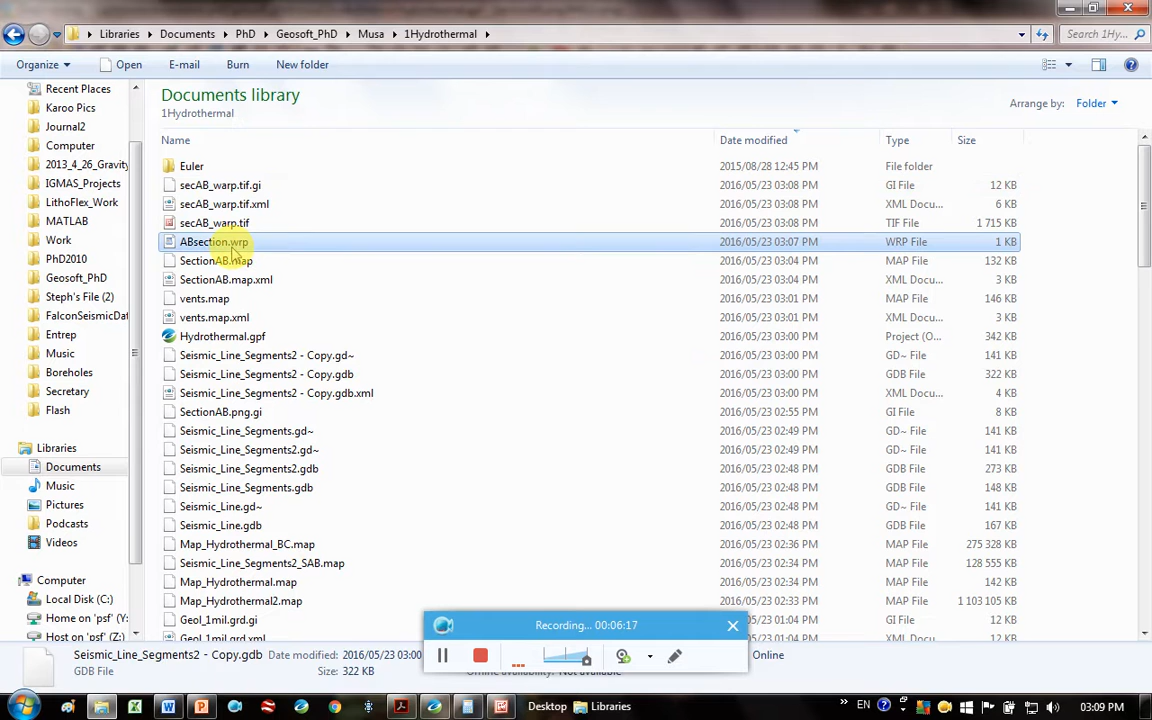 Libraries ▸ Documents ▸ PhD ▸ Geosoft_PhD ▸ Musa ▸ 1Hydrothermal ▸
Search 1Hy...
Organize Open E-mail Burn New folder
Recent Places
Karoo Pics
Journal2
Computer
2013_4_26_Gravity
IGMAS_Projects
LithoFlex_Work
MATLAB
Work
PhD2010
Geosoft_PhD
Steph's File (2)
FalconSeismicDat
Entrep
Music
Boreholes
Secretary
Flash
Libraries
Documents
Music
Pictures
Podcasts
Videos
Computer
Local Disk (C:)
Home on 'psf' (Y:
Host on 'psf' (Z:)
Documents library
1Hydrothermal
Arrange by: Folder
Name Date modified Type Size
Euler 2015/08/28 12:45 PM File folder
secAB_warp.tif.gi 2016/05/23 03:08 PM GI File 12 KB
secAB_warp.tif.xml 2016/05/23 03:08 PM XML Docu... 6 KB
secAB_warp.tif 2016/05/23 03:08 PM TIF File 1 715 KB
ABsection.wrp 2016/05/23 03:07 PM WRP File 1 KB
SectionAB.map 2016/05/23 03:04 PM MAP File 132 KB
SectionAB.map.xml 2016/05/23 03:04 PM XML Docu... 6 KB
vents.map 2016/05/23 03:01 PM MAP File 146 KB
vents.map.xml 2016/05/23 03:01 PM XML Docu... 6 KB
Hydrothermal.gpf 2016/05/23 03:00 PM Project (O... 342 KB
Seismic_Line_Segments2 - Copy.gd~ 2016/05/23 03:00 PM GD~ File 141 KB
Seismic_Line_Segments2 - Copy.gdb 2016/05/23 03:00 PM GDB File 322 KB
Seismic_Line_Segments2 - Copy.gdb.xml 2016/05/23 03:00 PM XML Docu... 4 KB
SectionAB.png.gi 2016/05/23 02:55 PM GI File 8 KB
Seismic_Line_Segments.gd~ 2016/05/23 02:49 PM GD~ File 141 KB
Seismic_Line_Segments2.gd~ 2016/05/23 02:49 PM GD~ File 141 KB
Seismic_Line_Segments2.gdb 2016/05/23 02:48 PM GDB File 273 KB
Seismic_Line_Segments.gdb 2016/05/23 02:48 PM GDB File 148 KB
Seismic_Line.gd~ 2016/05/23 02:48 PM GD~ File 141 KB
Seismic_Line.gdb 2016/05/23 02:48 PM GDB File 167 KB
Map_Hydrothermal_BC.map 2016/05/23 02:36 PM MAP File 275 328 KB
Seismic_Line_Segments2_SAB.map 2016/05/23 02:34 PM MAP File 128 555 KB
Map_Hydrothermal.map 2016/05/23 02:34 PM MAP File 142 KB
Map_Hydrothermal2.map 2016/05/23 02:33 PM MAP File 1 103 105 KB
Geol_1mil.grd.gi 01:04 PM GI File 6 KB
Geol_1mil.grd.xml
Recording... 00:06:17
Seismic_Line_Segments2 - Copy.gdb Date modified: 2016/05/23 03:00 Online
GDB File Size: 322 KB
Desktop Libraries EN 03:09 PM